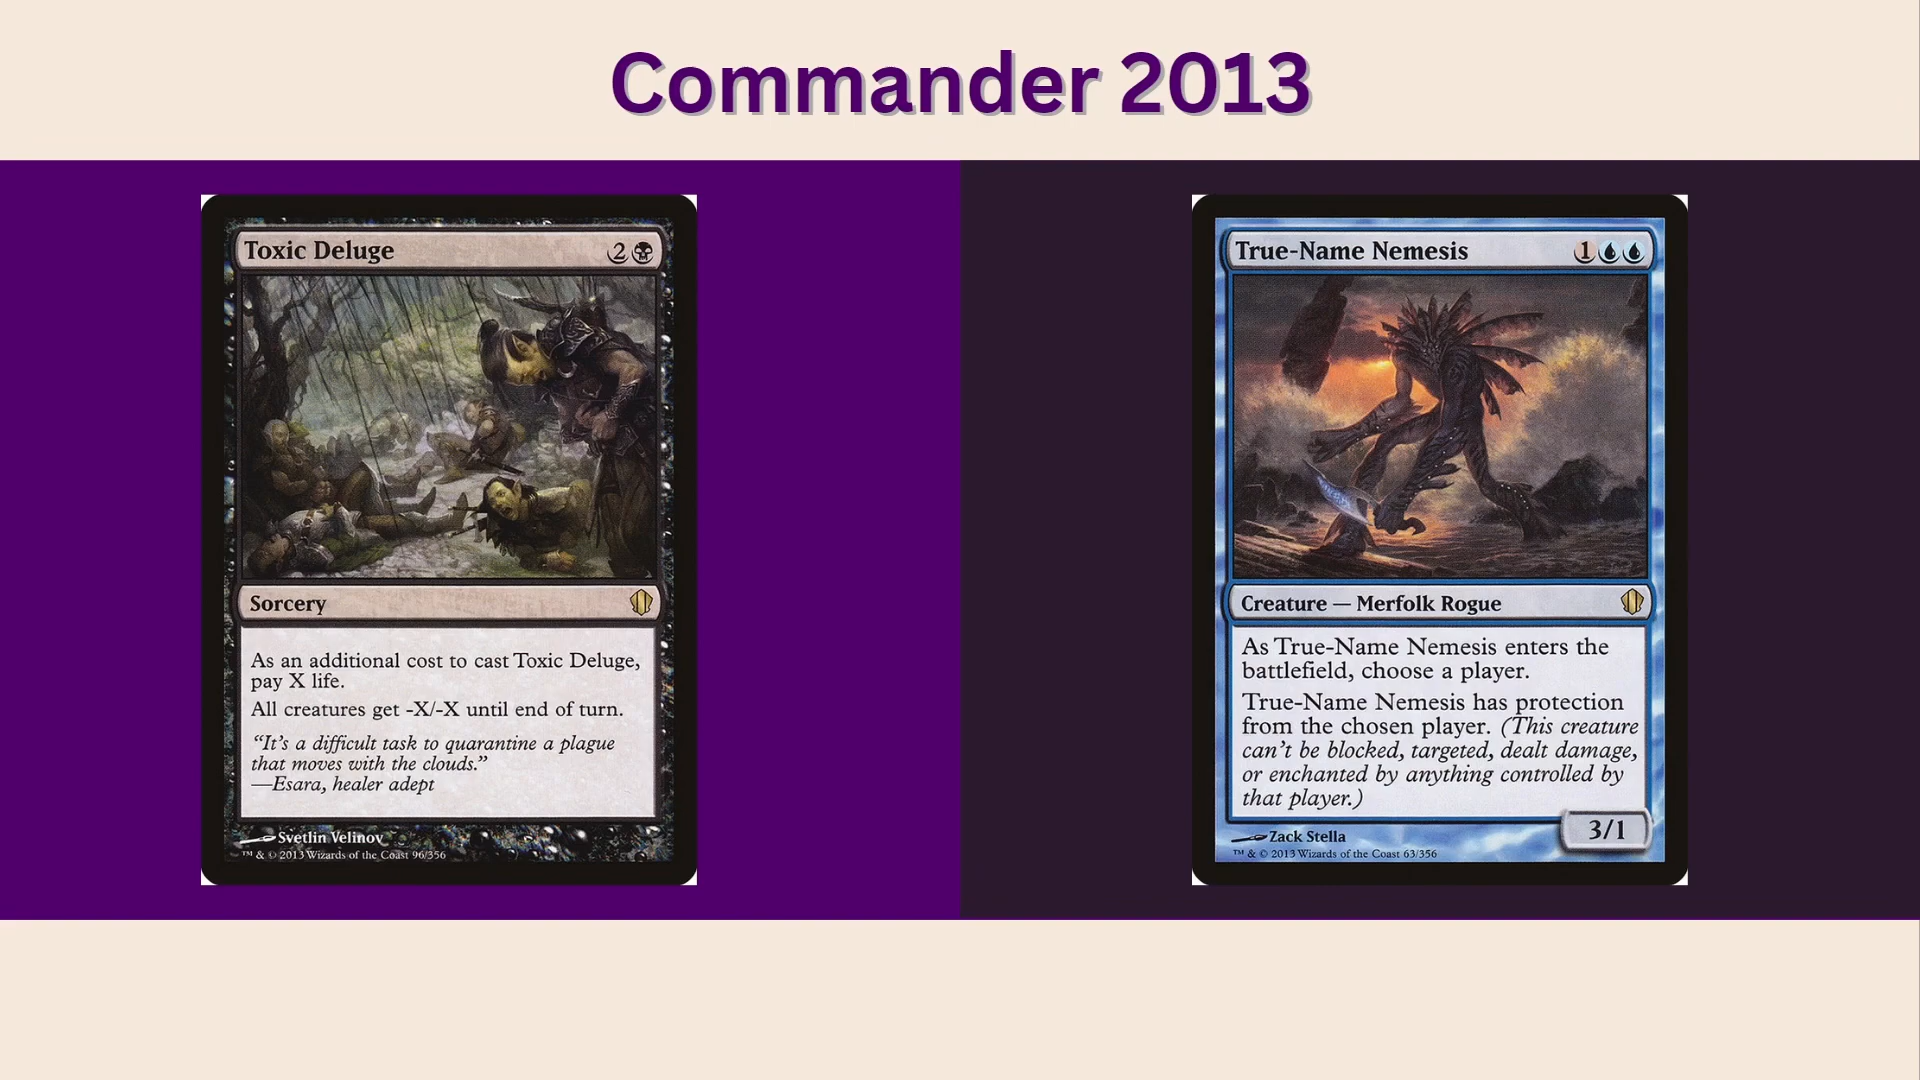 Commander 2013
Toxic Deluge
2
Sorcery
As an additional cost to cast Toxic Deluge,
pay X life.
All creatures get -X/-X until end of turn.
“It’s a difficult task to quarantine a plague
that moves with the clouds.”
—Esara, healer adept
Svetlin Velinov
™ & © 2013 Wizards of the Coast 96/356
True-Name Nemesis
1
Creature — Merfolk Rogue
As True-Name Nemesis enters the
battlefield, choose a player.
True-Name Nemesis has protection
from the chosen player. (This creature
can’t be blocked, targeted, dealt damage,
or enchanted by anything controlled by
that player.)
3/1
Zack Stella
™ & © 2013 Wizards of the Coast 63/356